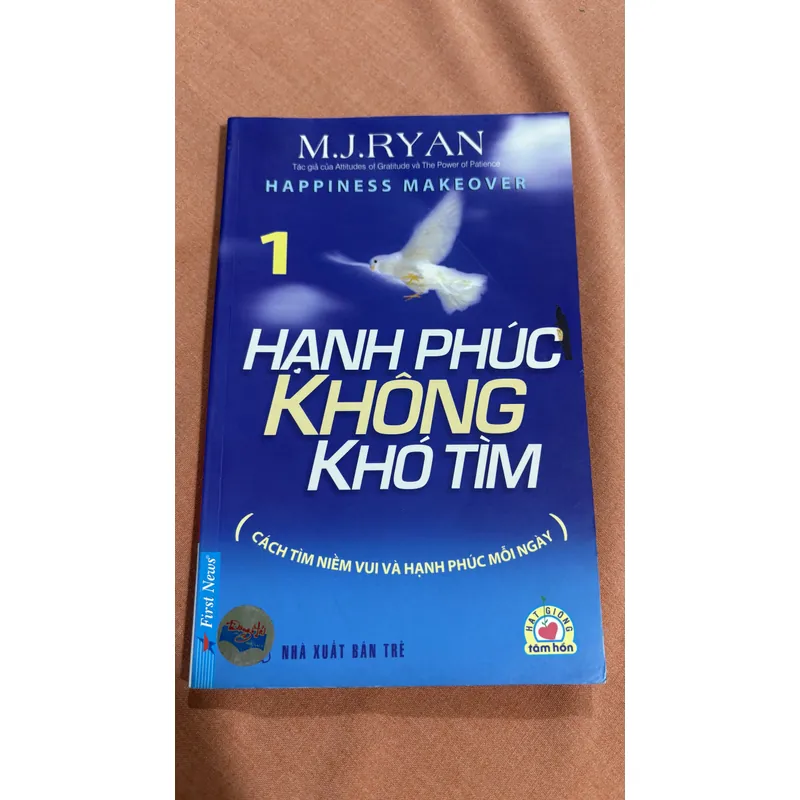 M.J.RYAN
Tác giả của Attitudes of Gratitude và The Power of Patience
HAPPINESS MAKEOVER
1
HẠNH PHÚC
KHÔNG
KHÓ TÌM
( CÁCH TÌM NIỀM VUI VÀ HẠNH PHÚC MỖI NGÀY )
First News
NHÀ XUẤT BẢN TRẺ
HẠT GIỐNG
tâm hồn